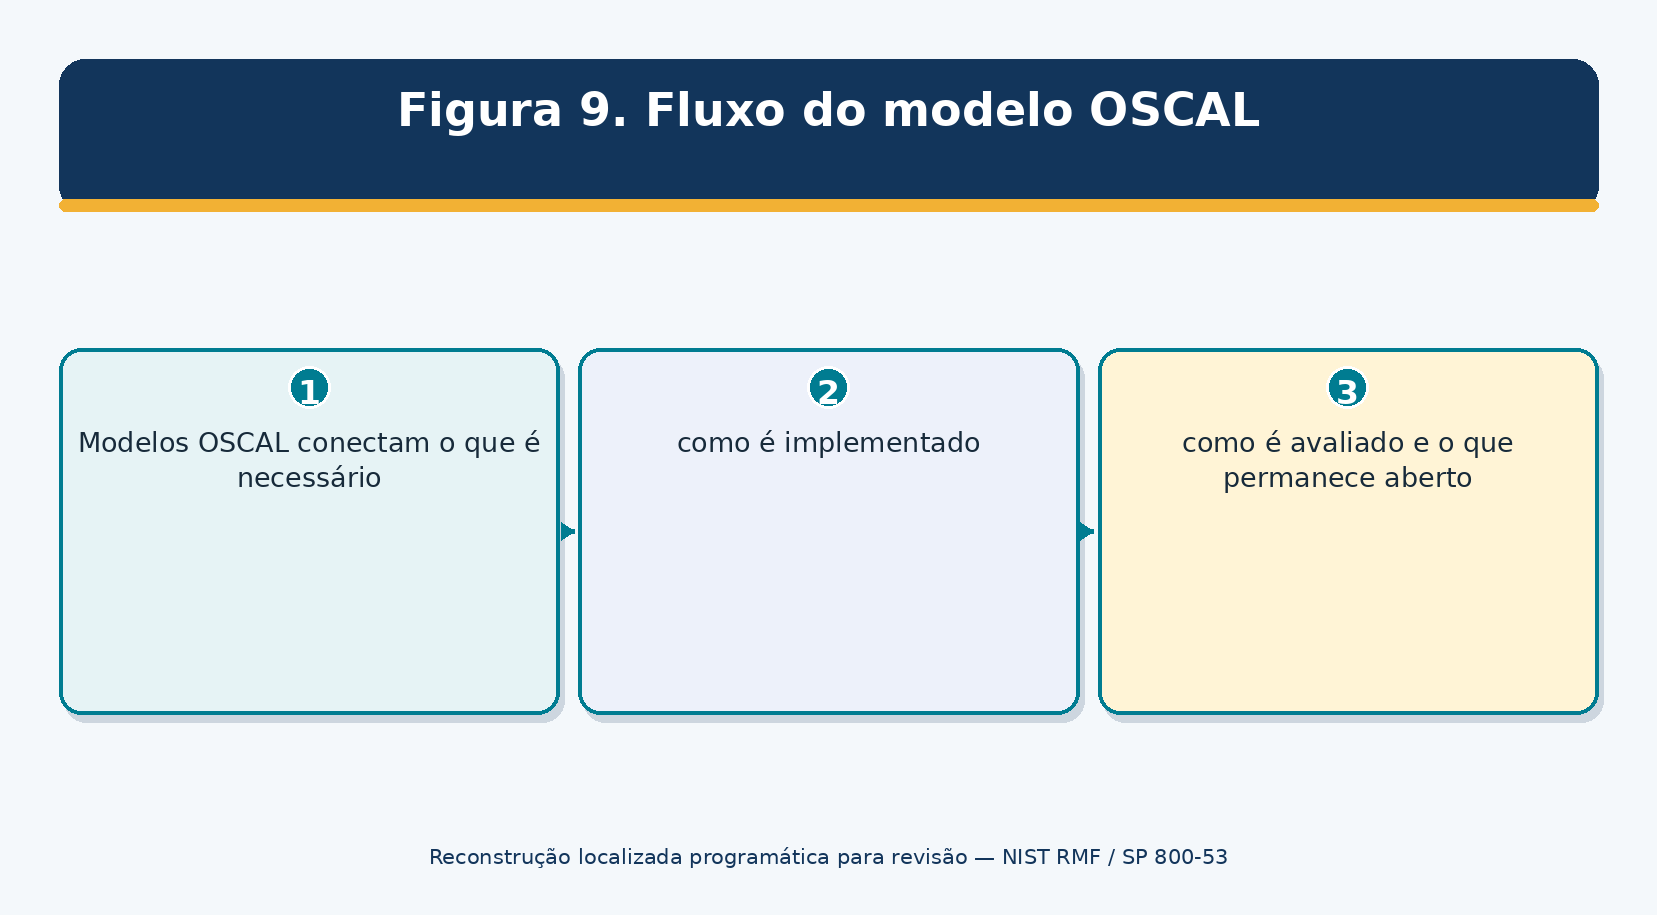 Figura 9. Fluxo do modelo OSCAL
1
Modelos OSCAL conectam o que é
necessário
2
como é implementado
3
como é avaliado e o que
permanece aberto
Reconstrução localizada programática para revisão — NIST RMF / SP 800-53